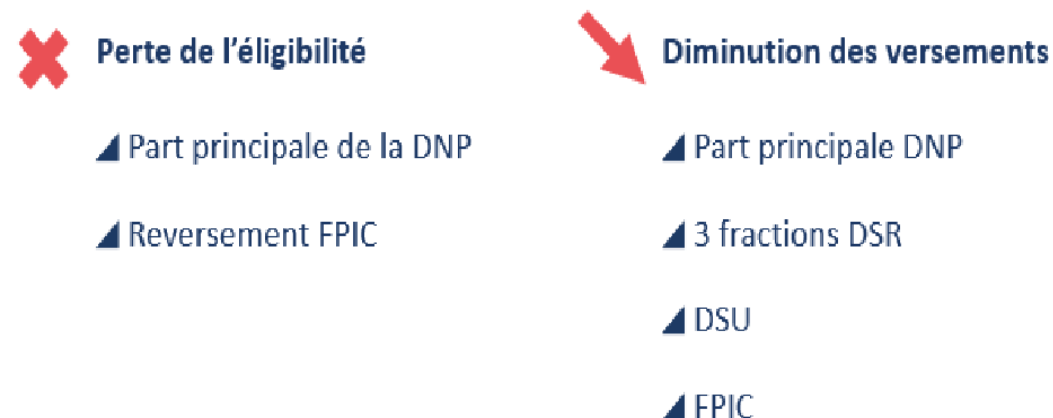 Perte de l'éligibilité
Part principale de la DNP
Reversement FPIC
Diminution des versements
Part principale DNP
3 fractions DSR
DSU
FPIC